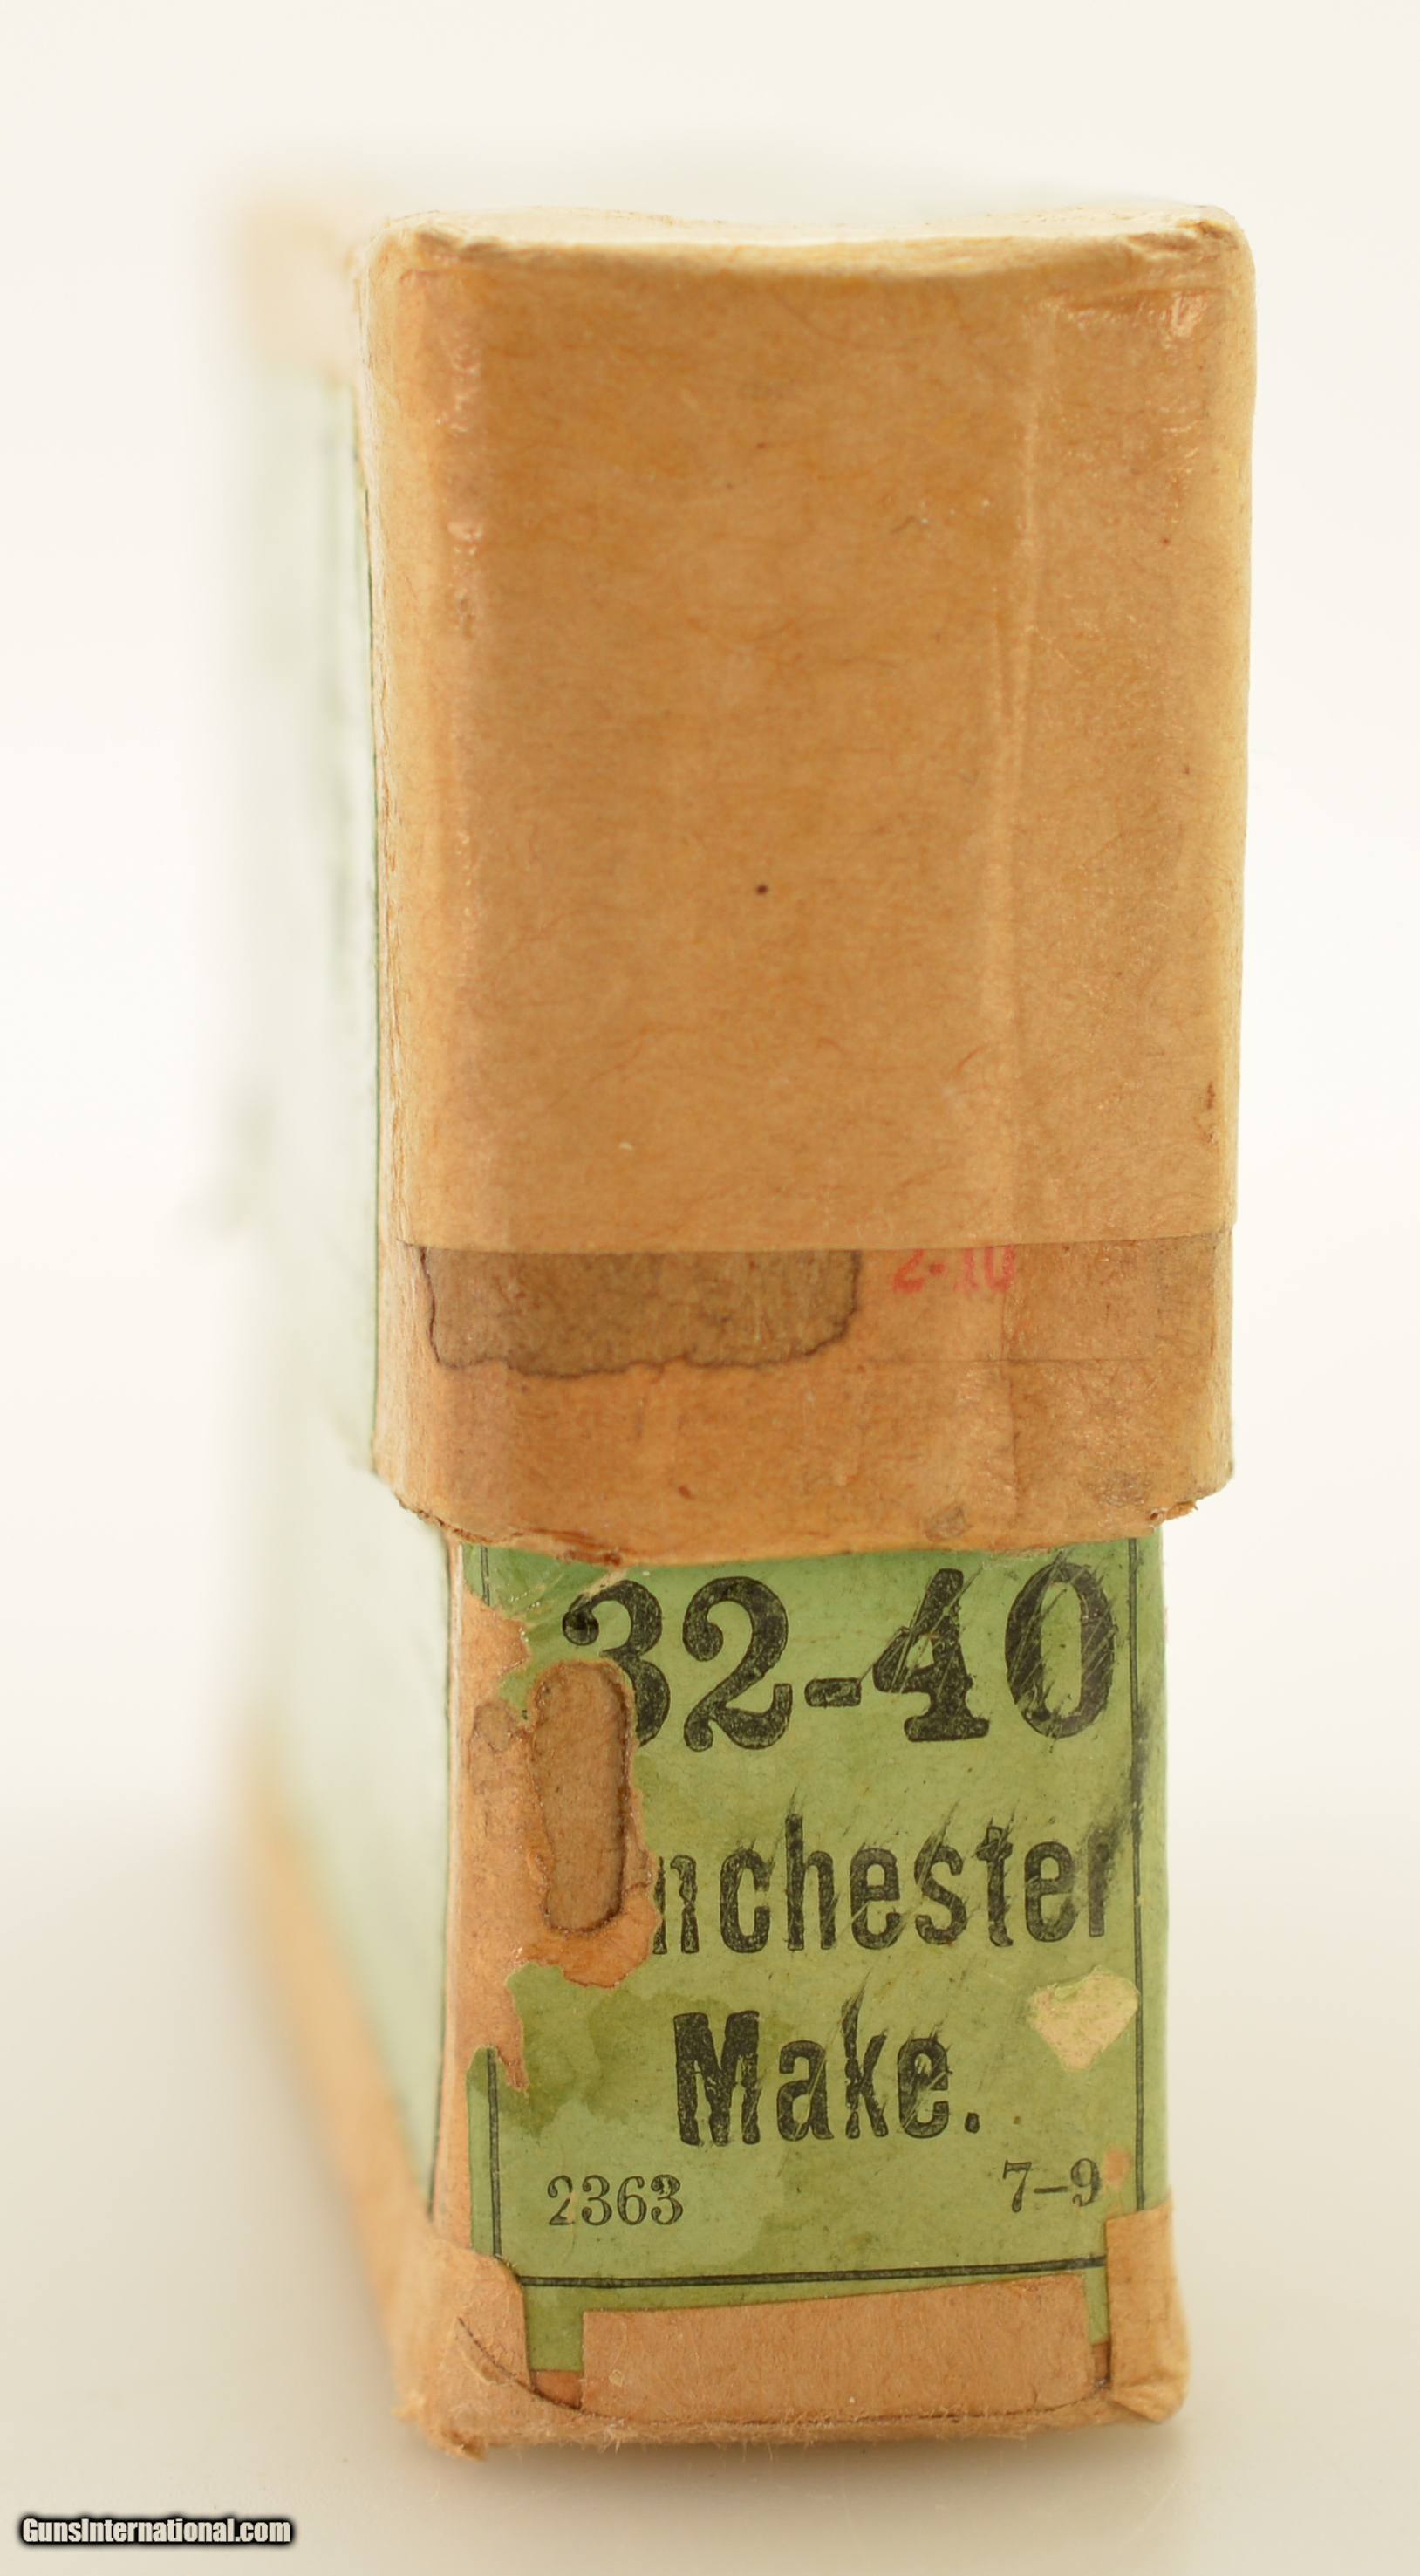 2-10
32-40
nchester
Make.
2363 7-9
GunsInternational.com